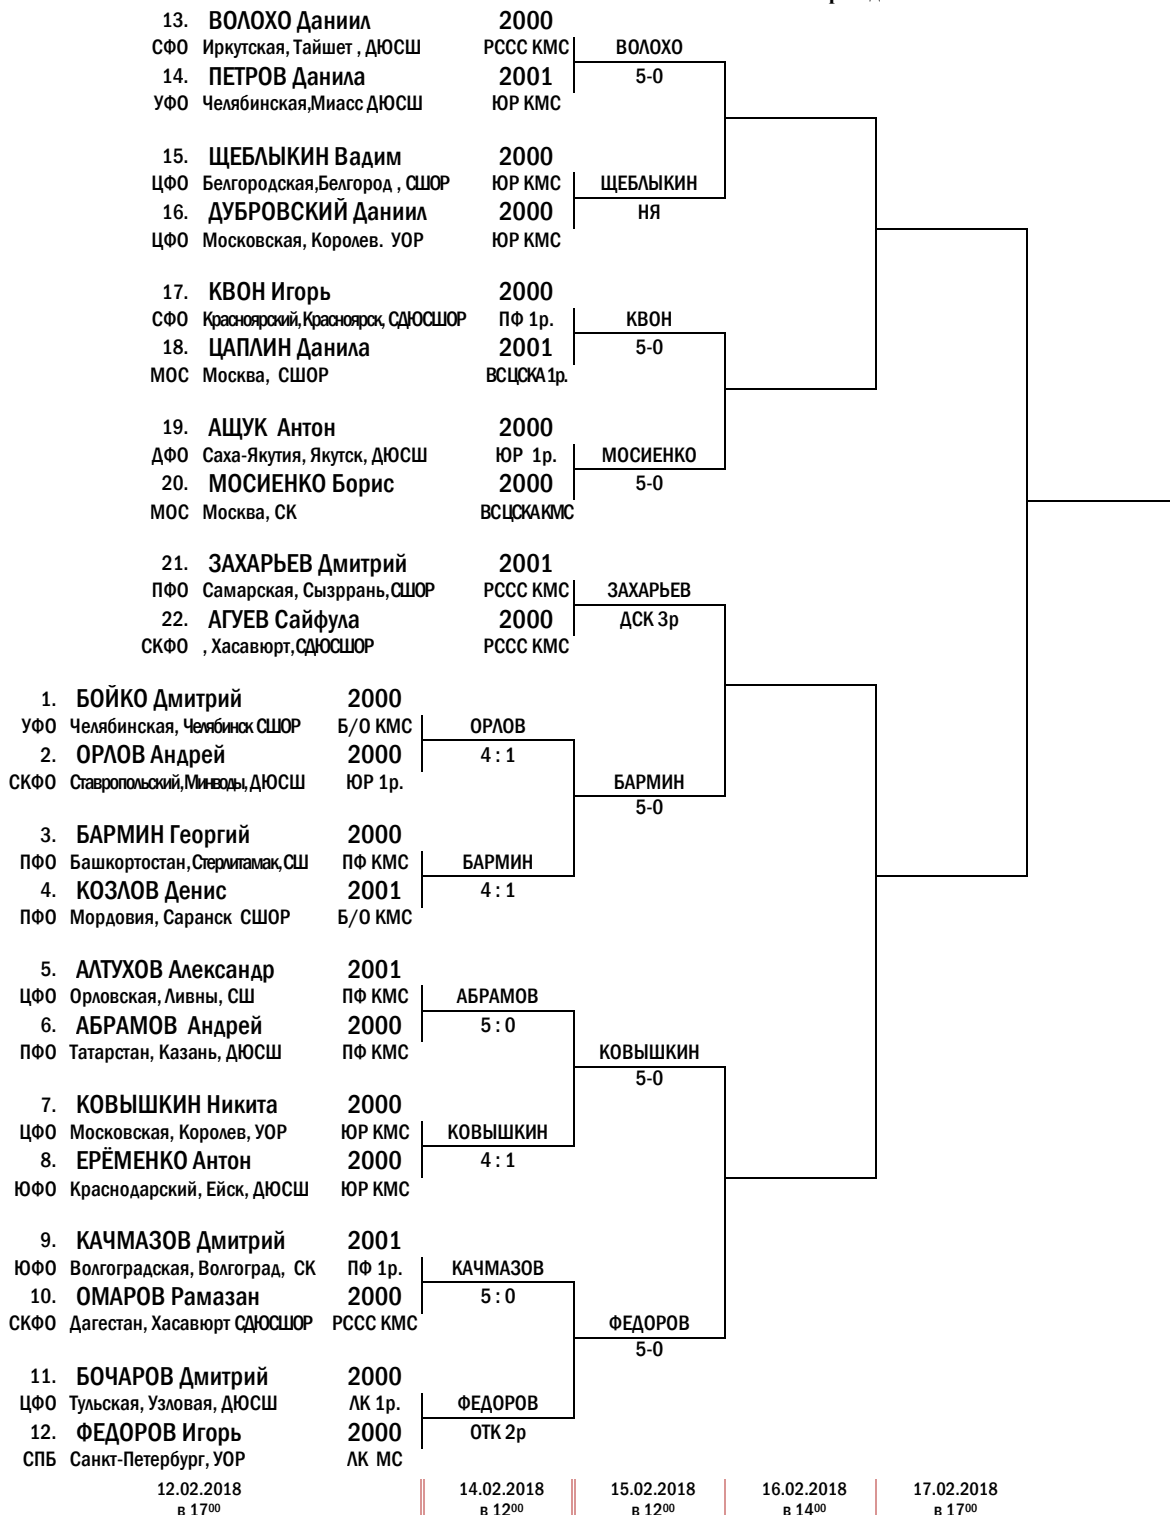 13. ВОЛОХО Даниил 2000
СФО Иркутская, Тайшет , ДЮСШ РССС КМС ВОЛОХО
14. ПЕТРОВ Данила 2001 5-0
УФО Челябинская,Миасс ДЮСШ ЮР КМС
15. ЩЕБЛЫКИН Вадим 2000
ЦФО Белгородская,Белгород , СШОР ЮР КМС ЩЕБЛЫКИН
16. ДУБРОВСКИЙ Даниил 2000 НЯ
ЦФО Московская, Королев. УОР ЮР КМС
17. КВОН Игорь 2000
СФО Красноярский,Красноярск, СДЮСШОР ПФ 1р. КВОН
18. ЦАПЛИН Данила 2001 5-0
МОС Москва, СШОР ВС ЦСКА 1р.
19. АЩУК Антон 2000
ДФО Саха-Якутия, Якутск, ДЮСШ ЮР 1р. МОСИЕНКО
20. МОСИЕНКО Борис 2000 5-0
МОС Москва, СК ВС ЦСКА КМС
21. ЗАХАРЬЕВ Дмитрий 2001
ПФО Самарская, Сызррань,СШОР РССС КМС ЗАХАРЬЕВ
22. АГУЕВ Сайфула 2000 ДСК 3р
СКФО , Хасавюрт,СДЮСШОР РССС КМС
1. БОЙКО Дмитрий 2000
УФО Челябинская, Челябинск СШОР Б/О КМС ОРЛОВ
2. ОРЛОВ Андрей 2000 4 : 1
СКФО Ставропольский,Минводы,ДЮСШ ЮР 1р. БАРМИН
5-0
3. БАРМИН Георгий 2000
ПФО Башкортостан,Стерлитамак,СШ ПФ КМС БАРМИН
4. КОЗЛОВ Денис 2001 4 : 1
ПФО Мордовия, Саранск СШОР Б/О КМС
5. АЛТУХОВ Александр 2001
ЦФО Орловская, Ливны, СШ ПФ КМС АБРАМОВ
6. АБРАМОВ Андрей 2000 5 : 0
ПФО Татарстан, Казань, ДЮСШ ПФ КМС КОВЫШКИН
5-0
7. КОВЫШКИН Никита 2000
ЦФО Московская, Королев, УОР ЮР КМС КОВЫШКИН
8. ЕРЁМЕНКО Антон 2000 4 : 1
ЮФО Краснодарский, Ейск, ДЮСШ ЮР КМС
9. КАЧМАЗОВ Дмитрий 2001
ЮФО Волгоградская, Волгоград, СК ПФ 1р. КАЧМАЗОВ
10. ОМАРОВ Рамазан 2000 5 : 0
СКФО Дагестан, Хасавюрт СДЮСШОР РССС КМС ФЕДОРОВ
5-0
11. БОЧАРОВ Дмитрий 2000
ЦФО Тульская, Узловая, ДЮСШ ЛК 1р. ФЕДОРОВ
12. ФЕДОРОВ Игорь 2000 ОТК 2р
СПБ Санкт-Петербург, УОР ЛК МС
12.02.2018 14.02.2018 15.02.2018 16.02.2018 17.02.2018
в 17⁰⁰ в 12⁰⁰ в 12⁰⁰ в 14⁰⁰ в 17⁰⁰